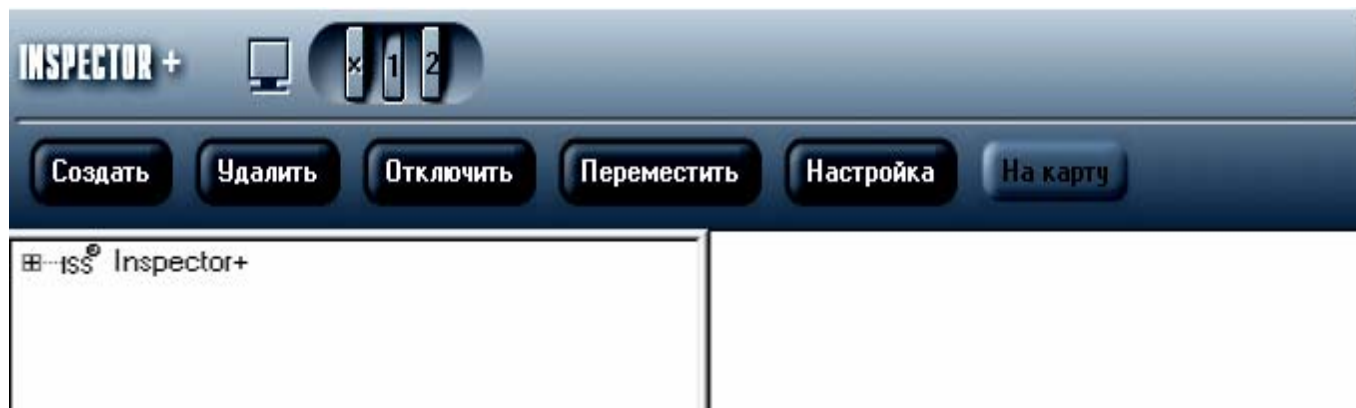 INSPECTOR + × 1 2
Создать Удалить Отключить Переместить Настройка На карту
ISS Inspector+